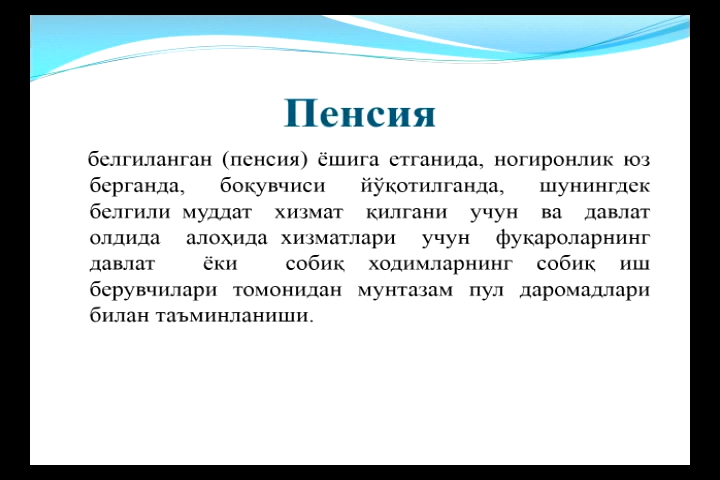 Пенсия
белгиланган (пенсия) ёшига етганида, ногиронлик юз
берганда, боқувчиси йўқотилганда, шунингдек
белгили муддат хизмат қилгани учун ва давлат
олдида алоҳида хизматлари учун фуқароларнинг
давлат ёки собиқ ходимларнинг собиқ иш
берувчилари томонидан мунтазам пул даромадлари
билан таъминланиши.